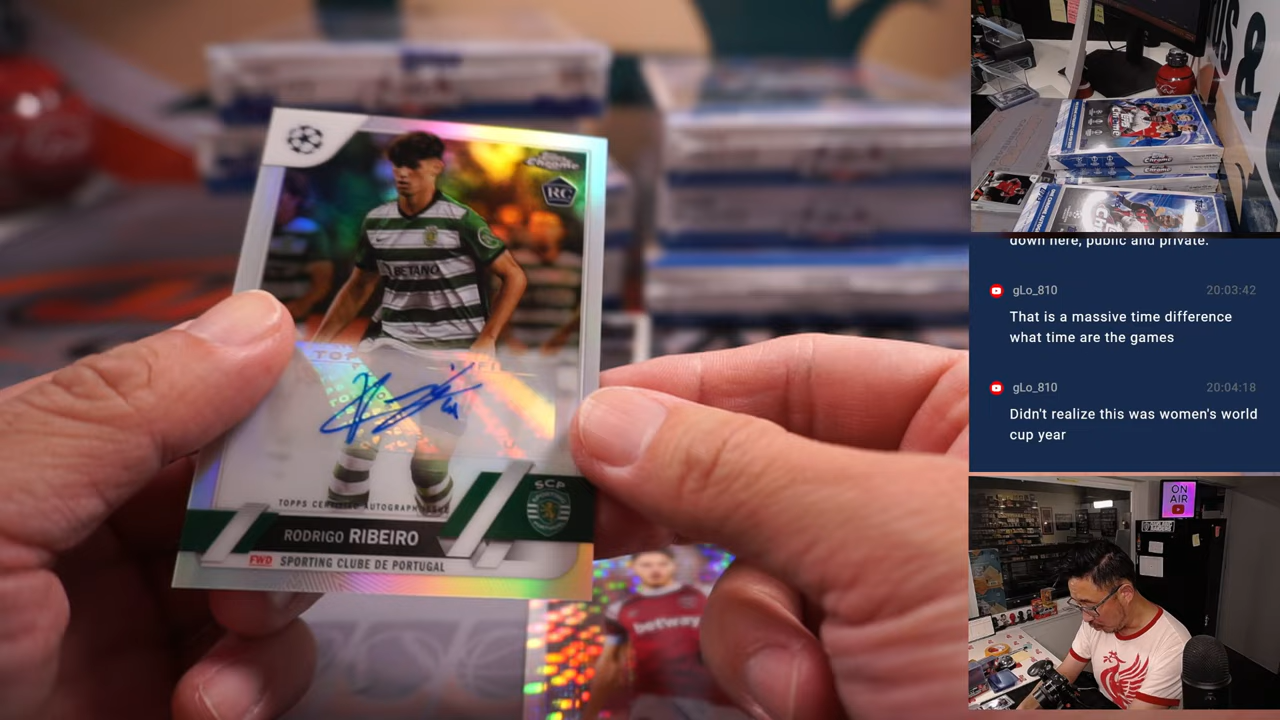 Topps
Chrome
RC
BETANO
TOPPS CERTIFIED AUTOGRAPH ISSUE
SCP
RODRIGO RIBEIRO
FWD SPORTING CLUBE DE PORTUGAL
betway
US &
down here, public and private.
gLo_810 20:03:42
That is a massive time difference
what time are the games
gLo_810 20:04:18
Didn't realize this was women's world
cup year
ON
AIR